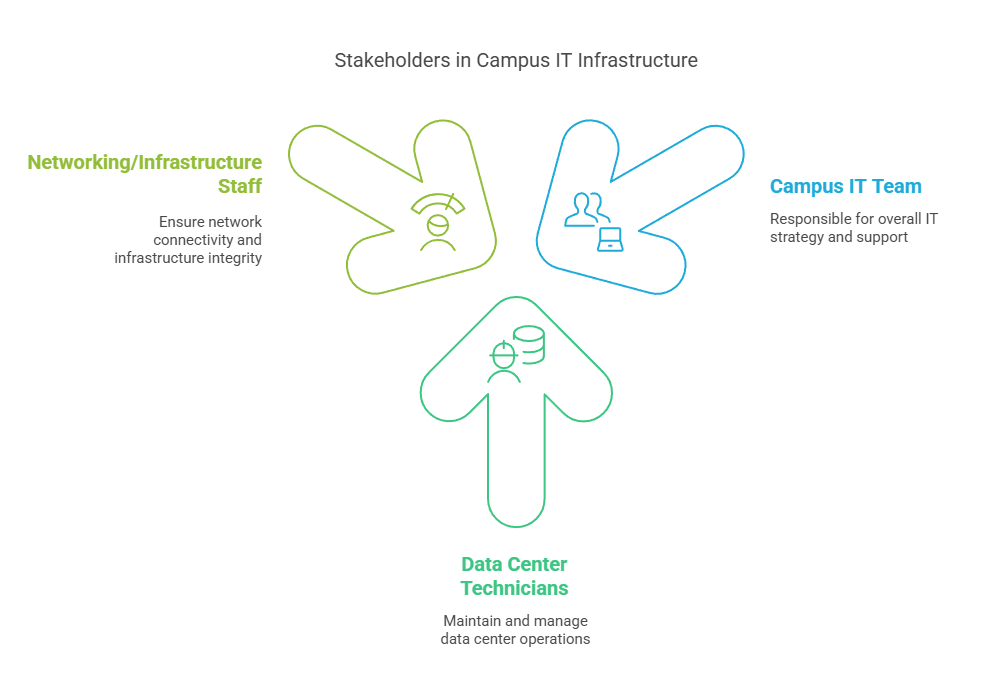 Stakeholders in Campus IT Infrastructure
Networking/Infrastructure
Staff
Ensure network
connectivity and
infrastructure integrity
Campus IT Team
Responsible for overall IT
strategy and support
Data Center
Technicians
Maintain and manage
data center operations